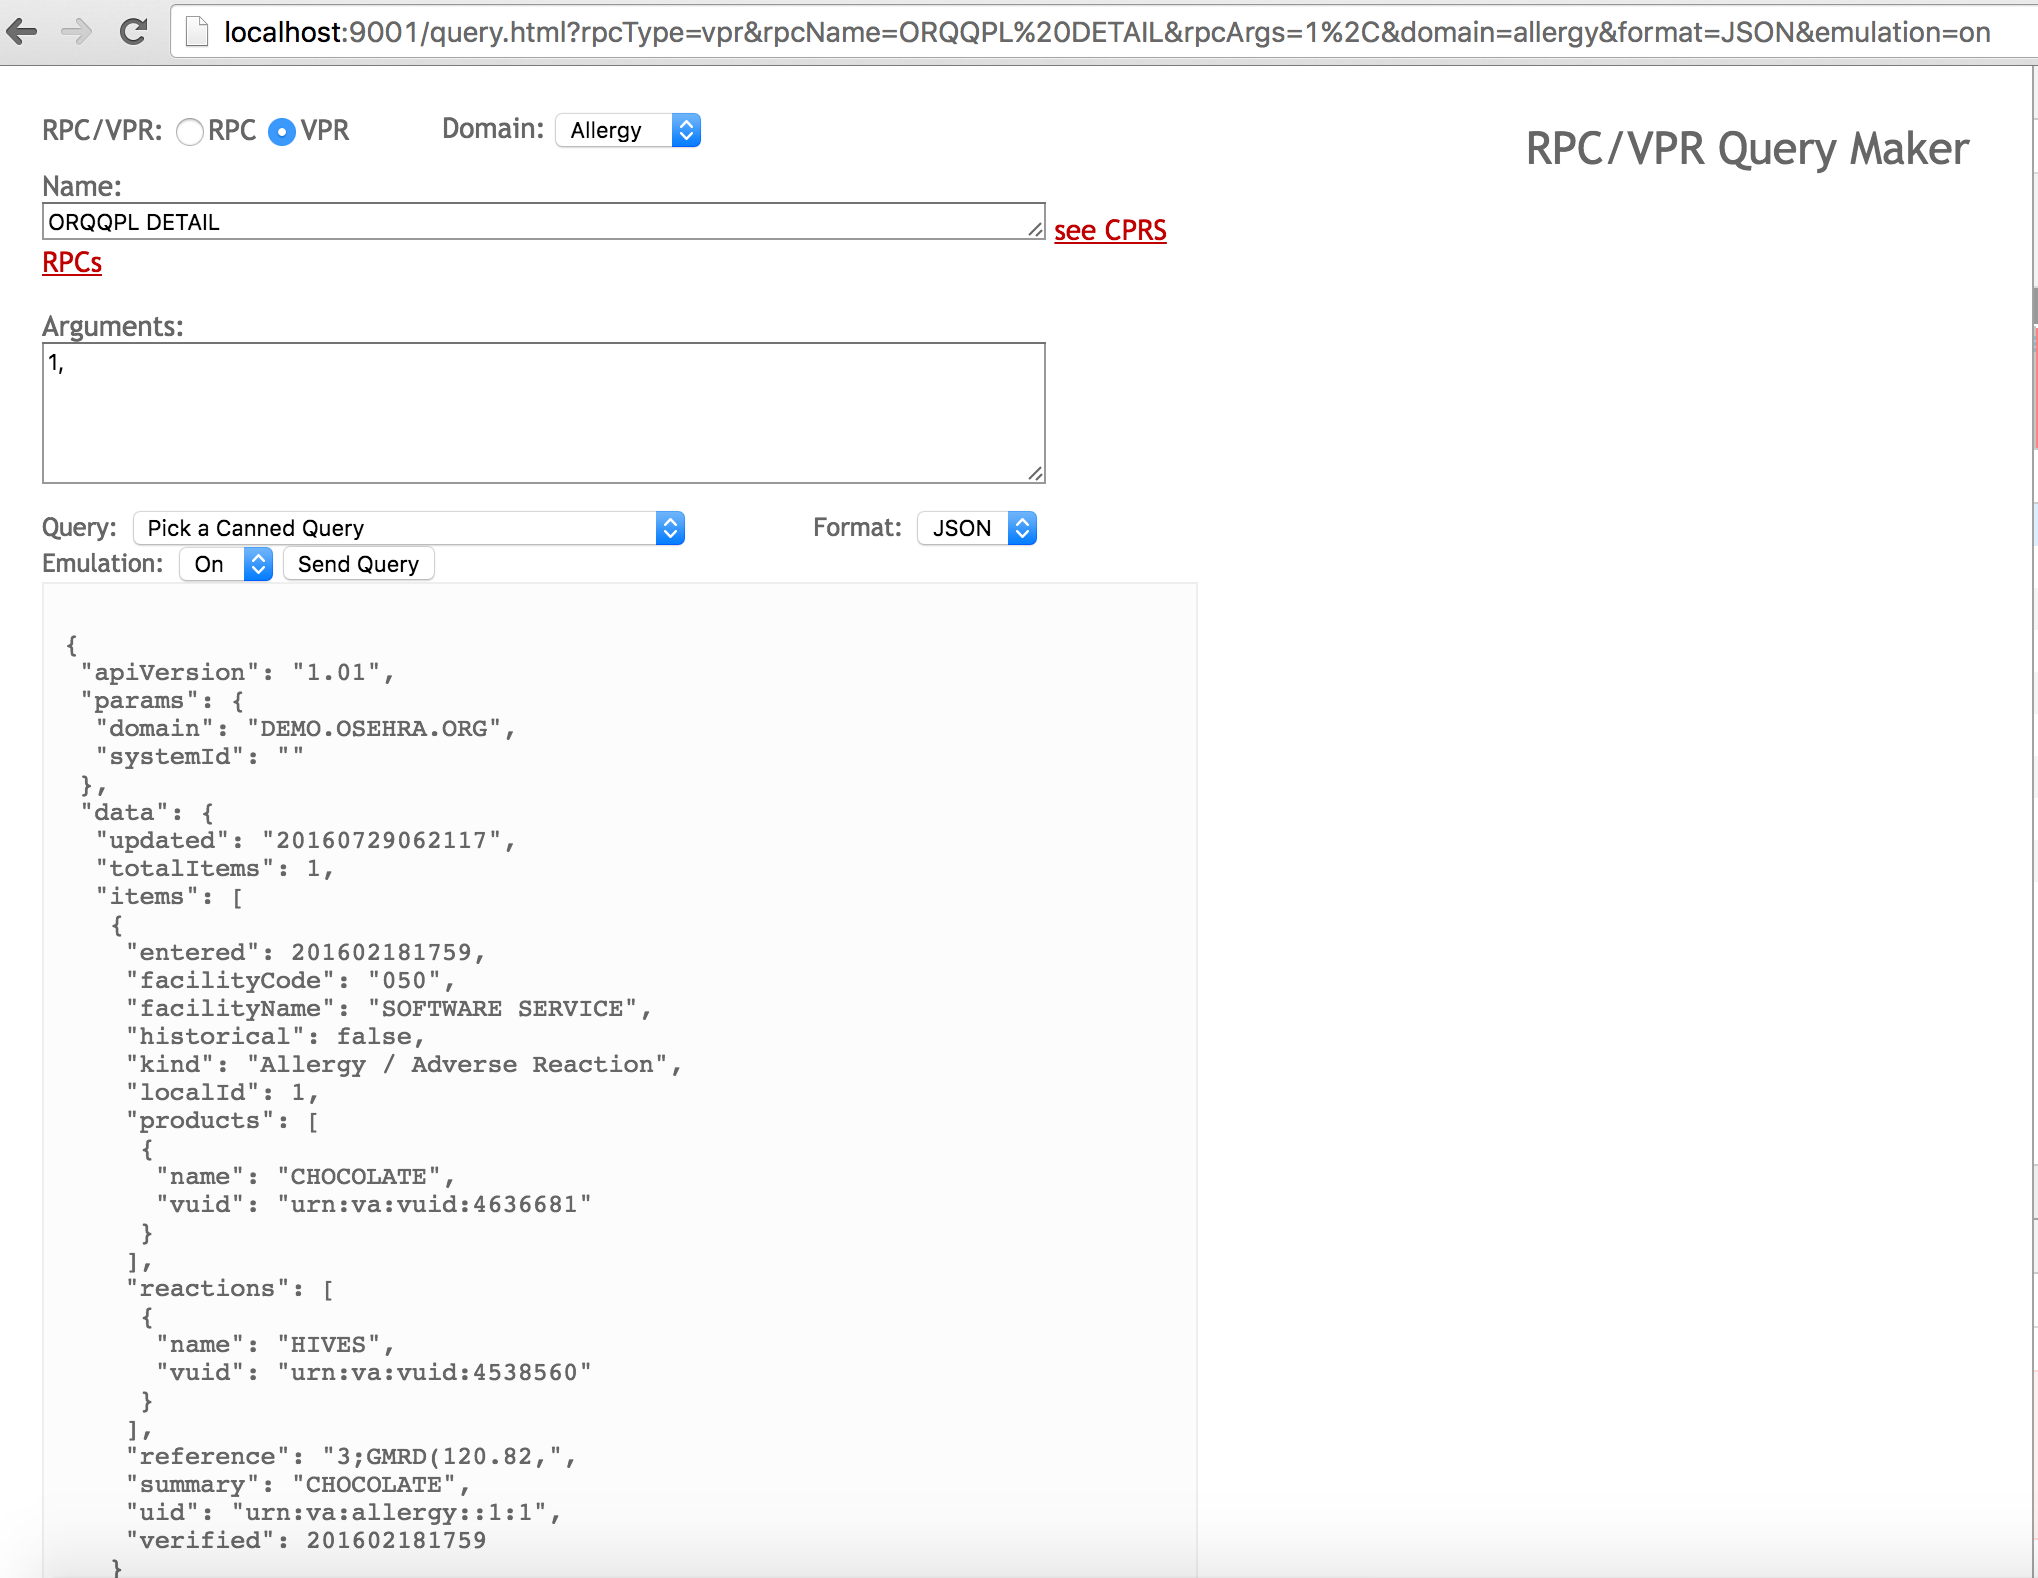 localhost:9001/query.html?rpcType=vpr&rpcName=ORQQPL%20DETAIL&rpcArgs=1%2C&domain=allergy&format=JSON&emulation=on
RPC/VPR: RPC VPR Domain: Allergy
RPC/VPR Query Maker
Name:
ORQQPL DETAIL
see CPRS
RPCs
Arguments:
1,
Query: Pick a Canned Query Format: JSON
Emulation: On Send Query
{
"apiVersion": "1.01",
"params": {
"domain": "DEMO.OSEHRA.ORG",
"systemId": ""
},
"data": {
"updated": "20160729062117",
"totalItems": 1,
"items": [
{
"entered": 201602181759,
"facilityCode": "050",
"facilityName": "SOFTWARE SERVICE",
"historical": false,
"kind": "Allergy / Adverse Reaction",
"localId": 1,
"products": [
{
"name": "CHOCOLATE",
"vuid": "urn:va:vuid:4636681"
}
],
"reactions": [
{
"name": "HIVES",
"vuid": "urn:va:vuid:4538560"
}
],
"reference": "3;GMRD(120.82,",
"summary": "CHOCOLATE",
"uid": "urn:va:allergy::1:1",
"verified": 201602181759
}